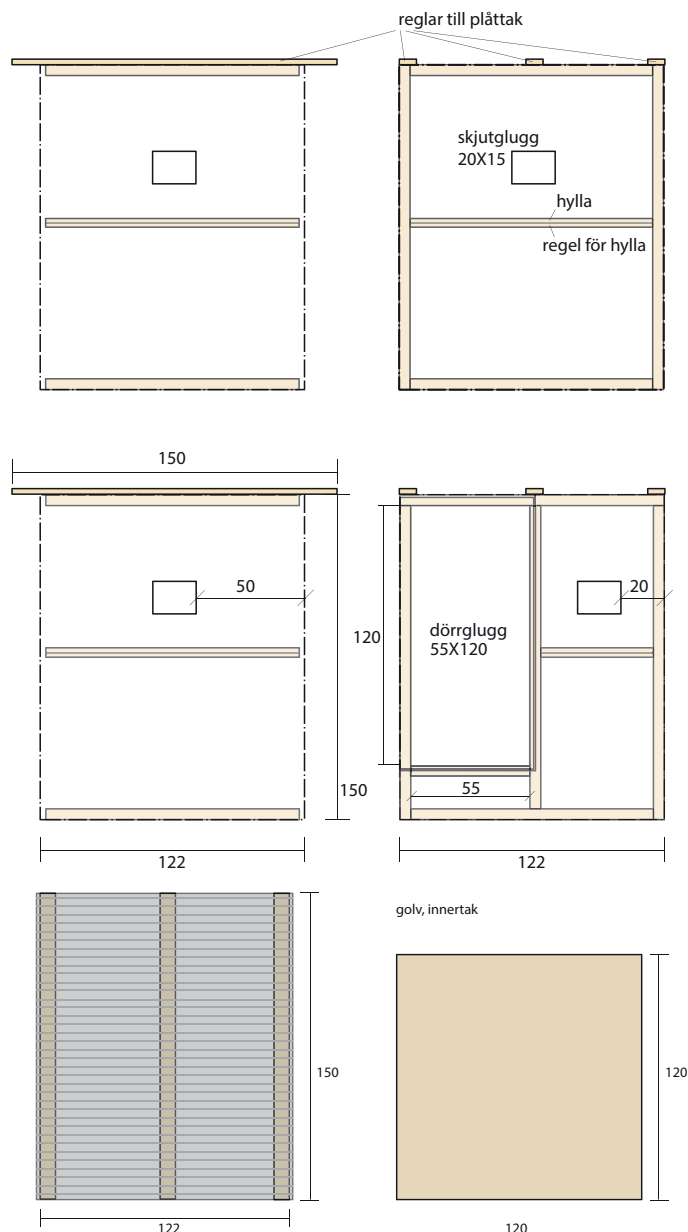 reglar till plåttak
skjutglugg
20X15
hylla
regel för hylla
150
50
20
120
dörrglugg
55X120
150
55
122
122
golv, innertak
150
120
122
120